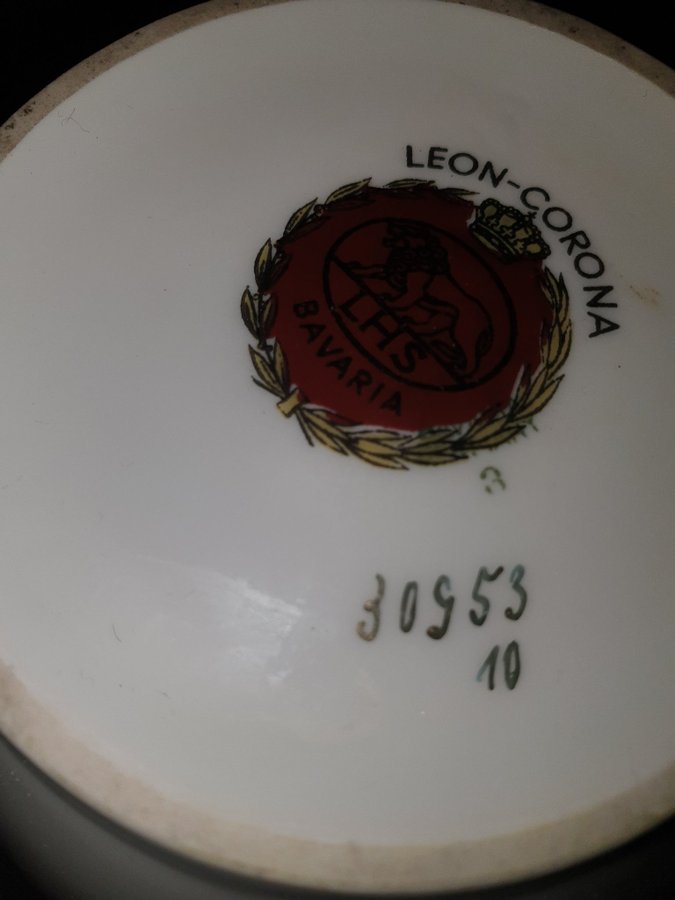 LEON-CORONA
LHS
BAVARIA
3
30953
10